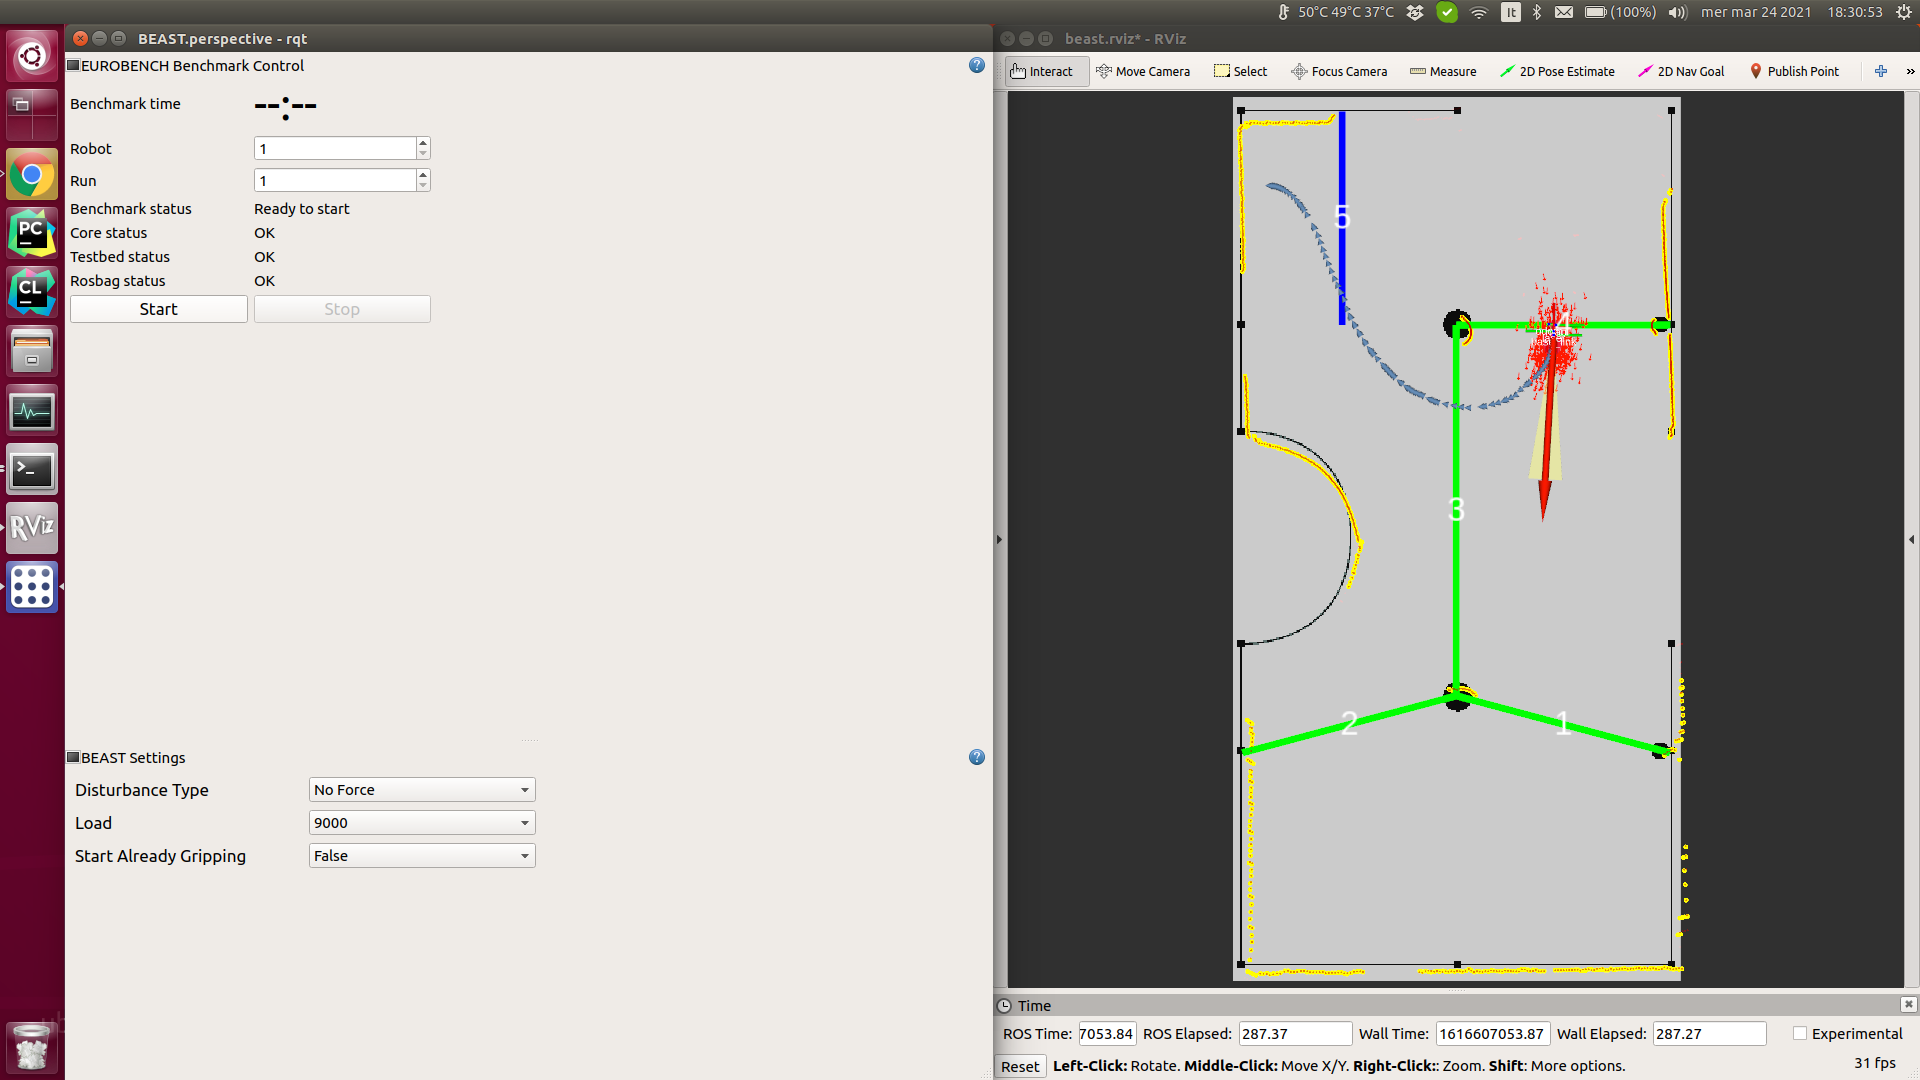 50°C 49°C 37°C It (100%) mer mar 24 2021 18:30:53
BEAST.perspective - rqt
EUROBENCH Benchmark Control
Benchmark time --:--
Robot 1
Run 1
Benchmark status Ready to start
Core status OK
Testbed status OK
Rosbag status OK
Start Stop
PC
CL
RViz
BEAST Settings
Disturbance Type No Force
Load 9000
Start Already Gripping False
beast.rviz* - RViz
Interact Move Camera Select Focus Camera Measure 2D Pose Estimate 2D Nav Goal Publish Point
5
4
3
2 1
Time
ROS Time: 7053.84 ROS Elapsed: 287.37 Wall Time: 1616607053.87 Wall Elapsed: 287.27 Experimental
Reset Left-Click: Rotate. Middle-Click: Move X/Y. Right-Click:: Zoom. Shift: More options. 31 fps